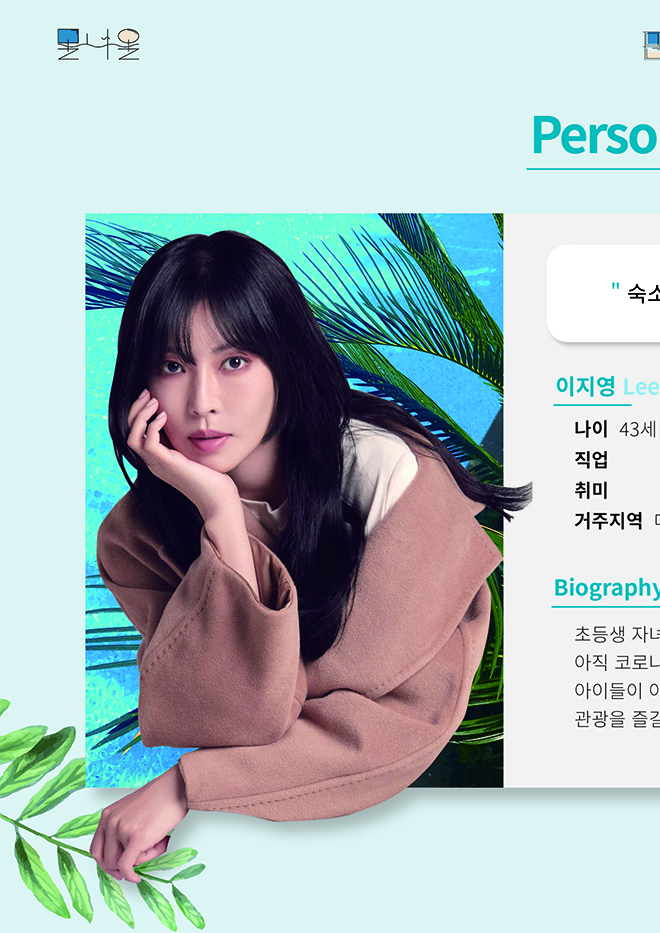 물나울
Perso
" 숙소
이지영 Lee
나이 43세
직업
취미
거주지역
Biography
초등생 자녀
아직 코로나
아이들이 이
관광을 즐길